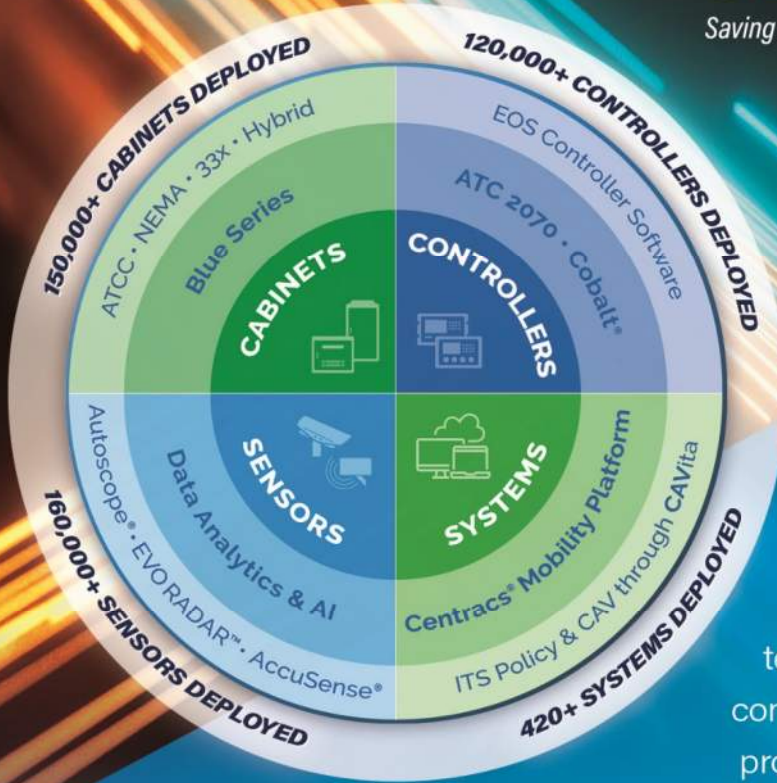 Saving
150,000+ CABINETS DEPLOYED
120,000+ CONTROLLERS DEPLOYED
ATCC • NEMA • 33x • Hybrid
EOS Controller Software
Blue Series
ATC 2070 • Cobalt®
CABINETS
CONTROLLERS
SENSORS
SYSTEMS
Data Analytics & AI
Centracs® Mobility Platform
Autoscope® • EVO RADAR™ • AccuSense®
ITS Policy & CAV through CAVita
160,000+ SENSORS DEPLOYED
420+ SYSTEMS DEPLOYED